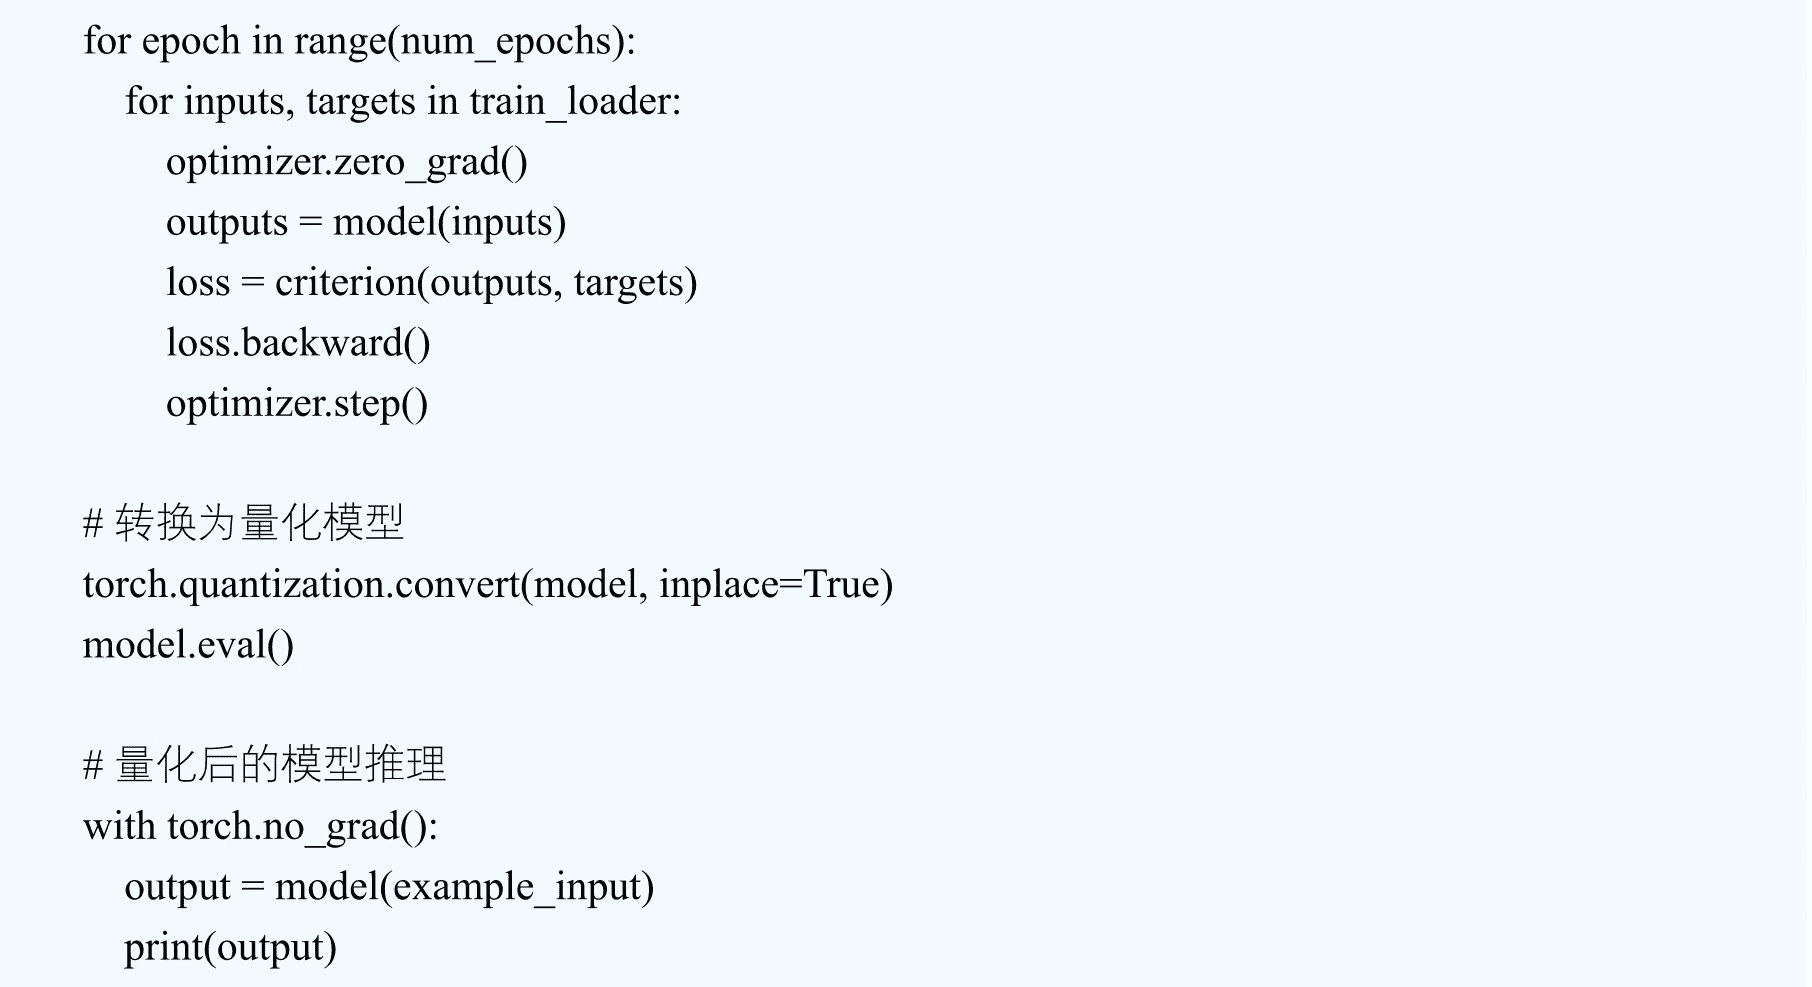 for epoch in range(num_epochs):
    for inputs, targets in train_loader:
        optimizer.zero_grad()
        outputs = model(inputs)
        loss = criterion(outputs, targets)
        loss.backward()
        optimizer.step()

# 转换为量化模型
torch.quantization.convert(model, inplace=True)
model.eval()

# 量化后的模型推理
with torch.no_grad():
    output = model(example_input)
    print(output)